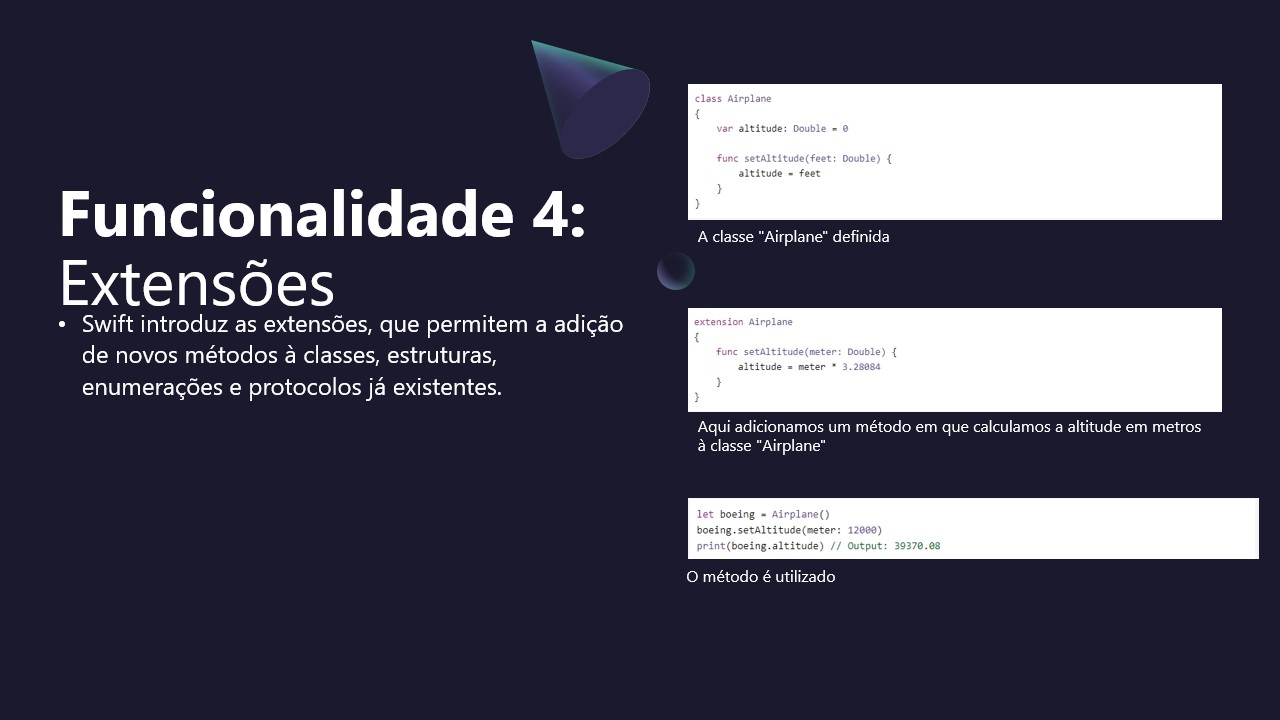 Funcionalidade 4:
Extensões
• Swift introduz as extensões, que permitem a adição
de novos métodos à classes, estruturas,
enumerações e protocolos já existentes.
class Airplane
{
    var altitude: Double = 0

    func setAltitude(feet: Double) {
        altitude = feet
    }
}
A classe "Airplane" definida
extension Airplane
{
    func setAltitude(meter: Double) {
        altitude = meter * 3.28084
    }
}
Aqui adicionamos um método em que calculamos a altitude em metros
à classe "Airplane"
let boeing = Airplane()
boeing.setAltitude(meter: 12000)
print(boeing.altitude) // Output: 39370.08
O método é utilizado